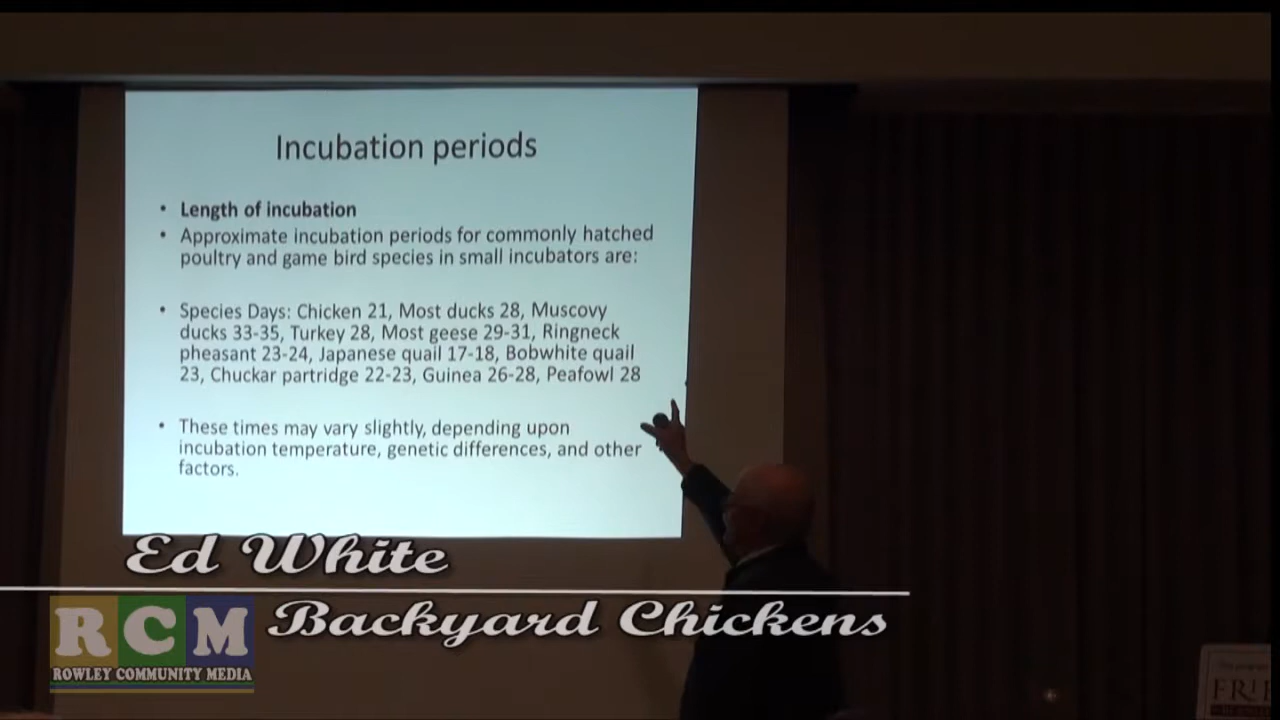 Incubation periods
• Length of incubation
• Approximate incubation periods for commonly hatched
poultry and game bird species in small incubators are:
• Species Days: Chicken 21, Most ducks 28, Muscovy
ducks 33-35, Turkey 28, Most geese 29-31, Ringneck
pheasant 23-24, Japanese quail 17-18, Bobwhite quail
23, Chuckar partridge 22-23, Guinea 26-28, Peafowl 28
• These times may vary slightly, depending upon
incubation temperature, genetic differences, and other
factors.
Ed White
Backyard Chickens
RCM
ROWLEY COMMUNITY MEDIA